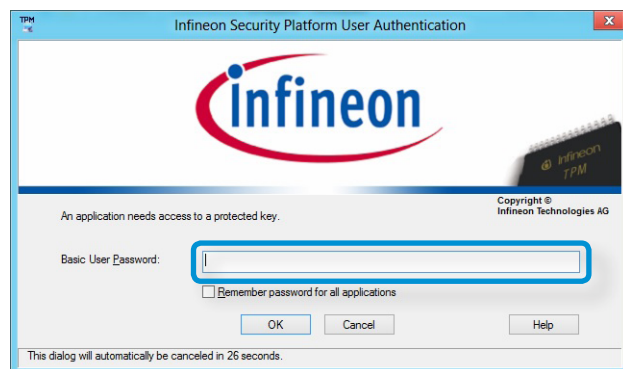 TPM
Infineon Security Platform User Authentication
x
infineon
Infineon
TPM
Copyright ©
Infineon Technologies AG
An application needs access to a protected key.
Basic User Password:
Remember password for all applications
OK Cancel Help
This dialog will automatically be canceled in 26 seconds.